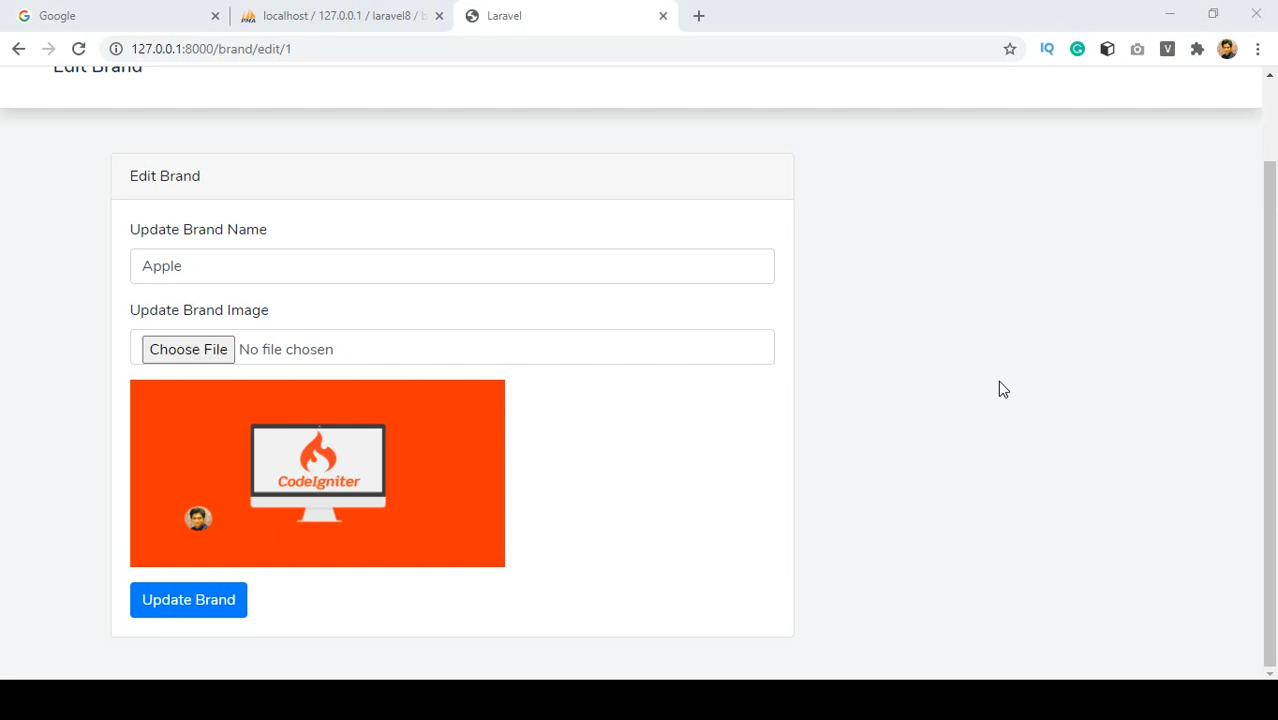 Google
localhost / 127.0.0.1 / laravel8 / b
Laravel
127.0.0.1:8000/brand/edit/1
IQ
V
Edit Brand
Edit Brand
Update Brand Name
Apple
Update Brand Image
Choose File No file chosen
CodeIgniter
Update Brand